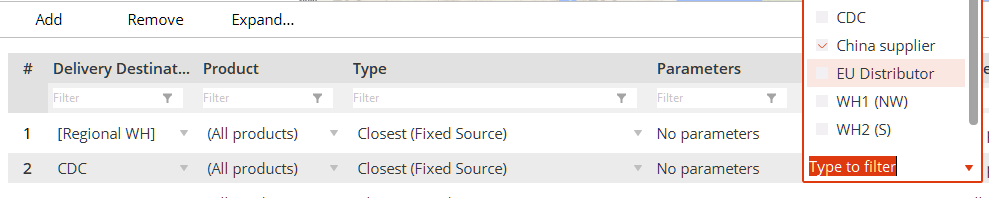 Add Remove Expand...
CDC
China supplier
EU Distributor
WH1 (NW)
WH2 (S)
Type to filter
# Delivery Destinat... Product Type Parameters
Filter Filter Filter Filter
1 [Regional WH] (All products) Closest (Fixed Source) No parameters
2 CDC (All products) Closest (Fixed Source) No parameters